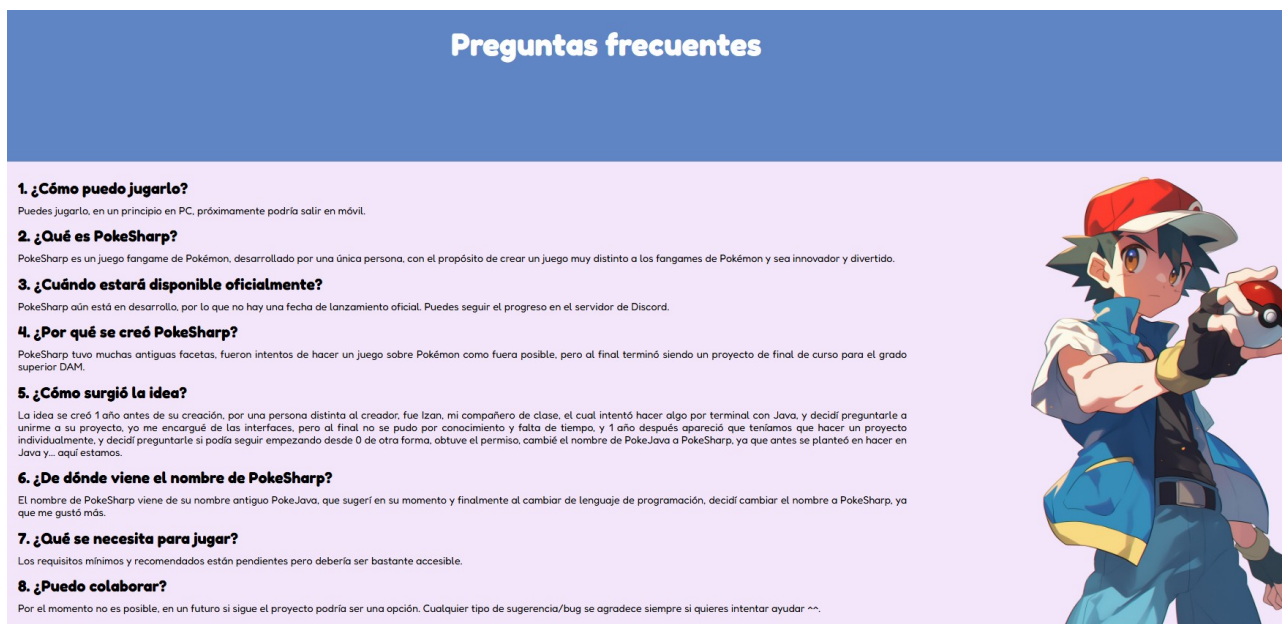 Preguntas frecuentes
1. ¿Cómo puedo jugarlo?
Puedes jugarlo, en un principio en PC, próximamente podría salir en móvil.
2. ¿Qué es PokeSharp?
PokeSharp es un juego fangame de Pokémon, desarrollado por una única persona, con el propósito de crear un juego muy distinto a los fangames de Pokémon y sea innovador y divertido.
3. ¿Cuándo estará disponible oficialmente?
PokeSharp aún está en desarrollo, por lo que no hay una fecha de lanzamiento oficial. Puedes seguir el progreso en el servidor de Discord.
4. ¿Por qué se creó PokeSharp?
PokeSharp tuvo muchas antiguas facetas, fueron intentos de hacer un juego sobre Pokémon como fuera posible, pero al final terminó siendo un proyecto de final de curso para el grado
superior DAM.
5. ¿Cómo surgió la idea?
La idea se creó 1 año antes de su creación, por una persona distinta al creador, fue Izan, mi compañero de clase, el cual intentó hacer algo por terminal con Java, y decidí preguntarle a
unirme a su proyecto, yo me encargué de las interfaces, pero al final no se pudo por conocimiento y falta de tiempo, y 1 año después apareció que teníamos que hacer un proyecto
individualmente, y decidí preguntarle si podía seguir empezando desde 0 de otra forma, obtuve el permiso, cambié el nombre de PokeJava a PokeSharp, ya que antes se planteó en hacer en
Java y... aquí estamos.
6. ¿De dónde viene el nombre de PokeSharp?
El nombre de PokeSharp viene de su nombre antiguo PokeJava, que sugerí en su momento y finalmente al cambiar de lenguaje de programación, decidí cambiar el nombre a PokeSharp, ya
que me gustó más.
7. ¿Qué se necesita para jugar?
Los requisitos mínimos y recomendados están pendientes pero debería ser bastante accesible.
8. ¿Puedo colaborar?
Por el momento no es posible, en un futuro si sigue el proyecto podría ser una opción. Cualquier tipo de sugerencia/bug se agradece siempre si quieres intentar ayudar ^^.